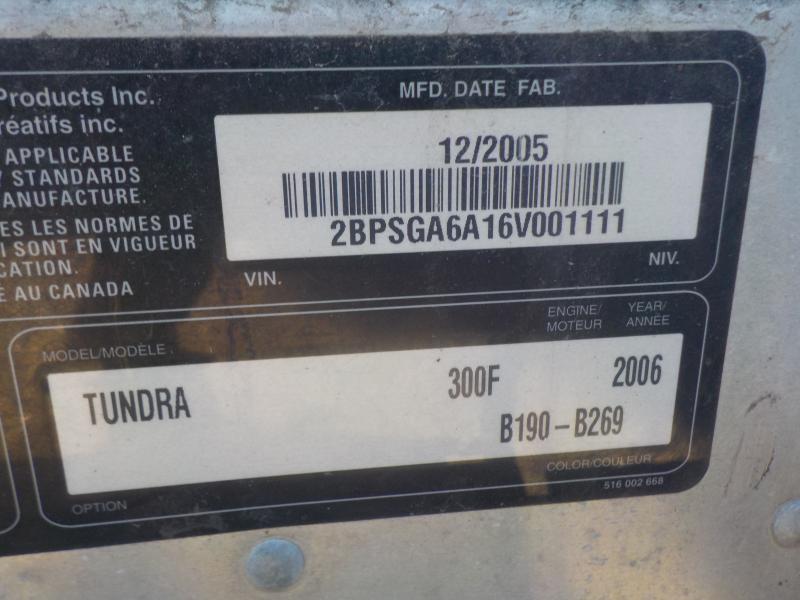 Products Inc.
réatifs inc.
APPLICABLE
STANDARDS
ANUFACTURE.
ES LES NORMES DE
I SONT EN VIGUEUR
CATION.
E AU CANADA
MFD. DATE FAB.
12/2005
2BPSGA6A16V001111
VIN.
NIV.
MODEL/MODÈLE
ENGINE/
MOTEUR
YEAR/
ANNÉE
TUNDRA 300F 2006
B190-B269
OPTION
COLOR/COULEUR
516 002 668